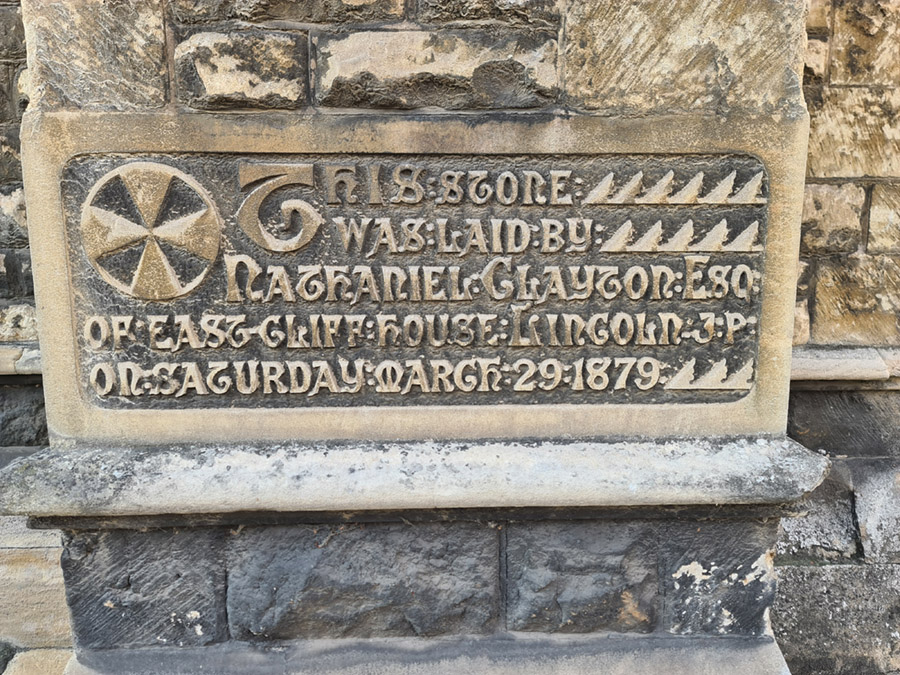 THIS:STONE:
WAS:LAID:BY:
NATHANIEL:CLAYTON:ESQ:
OF:EAST-CLIFF:HOUSE:LINCOLN:J:P:
ON:SATURDAY:MARCH:29:1879: